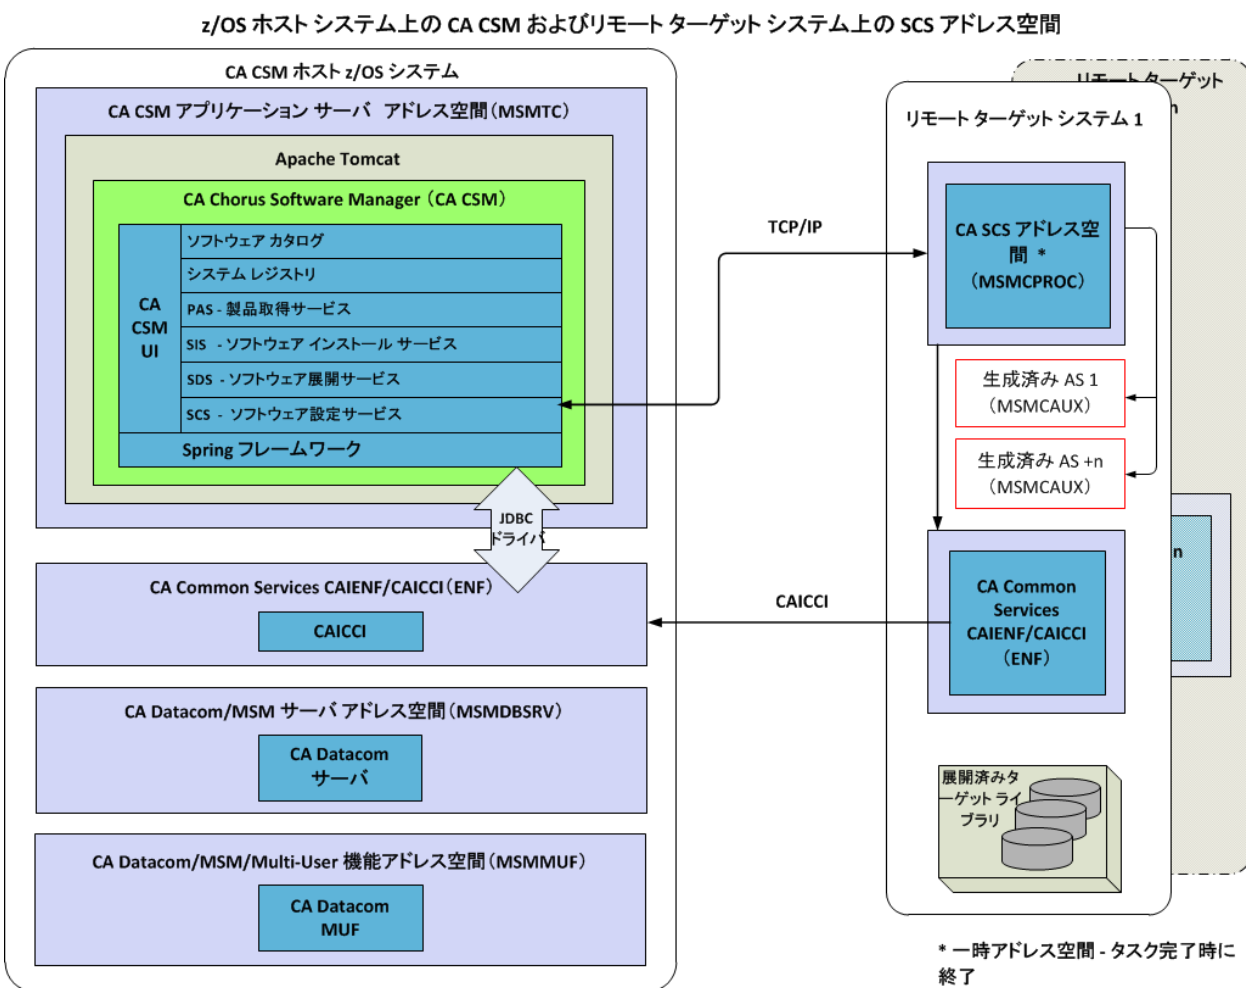 z/OS ホスト システム上の CA CSM およびリモート ターゲット システム上の SCS アドレス空間
CA CSM ホスト z/OS システム
CA CSM アプリケーション サーバ アドレス空間（MSMTC）
Apache Tomcat
CA Chorus Software Manager（CA CSM）
CA
CSM
UI
ソフトウェア カタログ
システム レジストリ
PAS - 製品取得サービス
SIS - ソフトウェア インストール サービス
SDS - ソフトウェア展開サービス
SCS - ソフトウェア設定サービス
Spring フレームワーク
JDBC
ドライバ
CA Common Services CAIENF/CAICCI（ENF）
CAICCI
CA Datacom/MSM サーバ アドレス空間（MSMDBSRV）
CA Datacom
サーバ
CA Datacom/MSM/Multi-User 機能アドレス空間（MSMMUF）
CA Datacom
MUF
TCP/IP
CAICCI
リモート ターゲット
n
リモート ターゲット システム 1
CA SCS アドレス空
間 *
（MSMCPROC）
生成済み AS 1
（MSMCAUX）
生成済み AS +n
（MSMCAUX）
CA Common
Services
CAIENF/CAICCI
（ENF）
n
展開済みタ
ーゲット ライ
ブラリ
* 一時アドレス空間 - タスク完了時に
終了